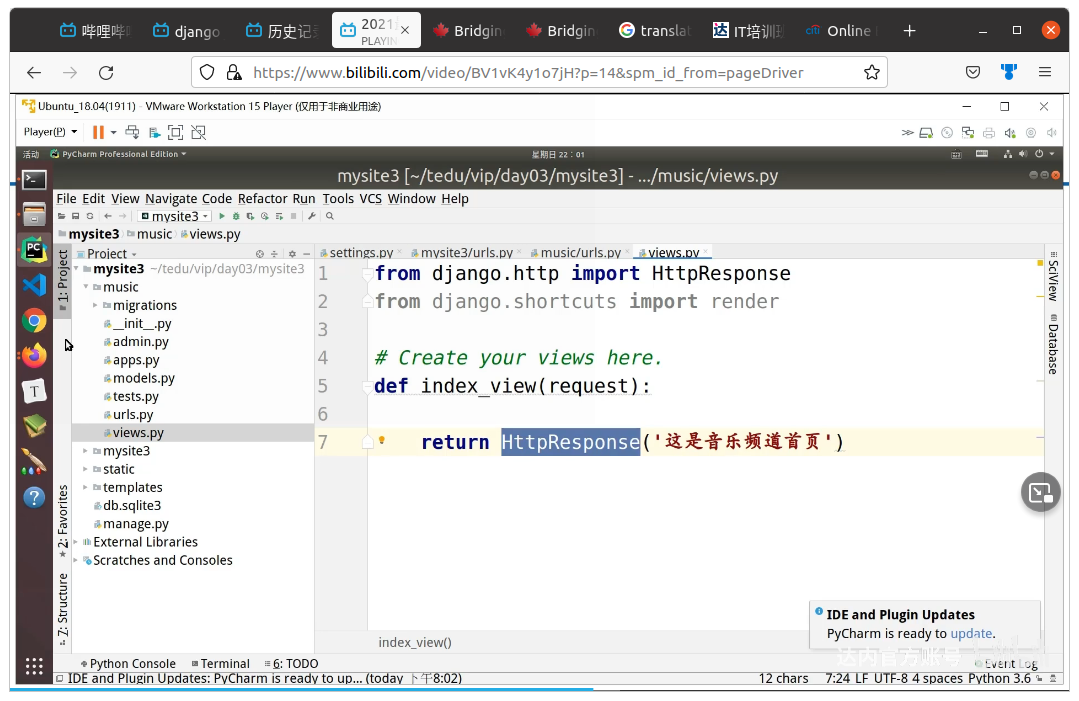 哔哩哔哩 django 历史记录 2021 Bridgin Bridgin translat IT培训班 Online
PLAYIN
https://www.bilibili.com/video/BV1vK4y1o7jH?p=14&spm_id_from=pageDriver
Ubuntu_18.04(1911) - VMware Workstation 15 Player (仅用于非商业用途)
Player(P)
活动 PyCharm Professional Edition 星期日 22：01
mysite3 [~/tedu/vip/day03/mysite3] - .../music/views.py
File Edit View Navigate Code Refactor Run Tools VCS Window Help
mysite3
mysite3 music views.py
Project settings.py mysite3/urls.py music/urls.py views.py
1: Project
2: Favorites
Z: Structure
mysite3 ~/tedu/vip/day03/mysite3
music
migrations
__init__.py
admin.py
apps.py
models.py
tests.py
urls.py
views.py
mysite3
static
templates
db.sqlite3
manage.py
External Libraries
Scratches and Consoles
1 from django.http import HttpResponse
2 from django.shortcuts import render
3
4 # Create your views here.
5 def index_view(request):
6
7 return HttpResponse('这是音乐频道首页')
SciView
Database
index_view()
IDE and Plugin Updates
PyCharm is ready to update.
达内官方账号
Python Console Terminal 6: TODO Event Log
IDE and Plugin Updates: PyCharm is ready to up... (today 下午8:02) 12 chars 7:24 LF UTF-8 4 spaces Python 3.6